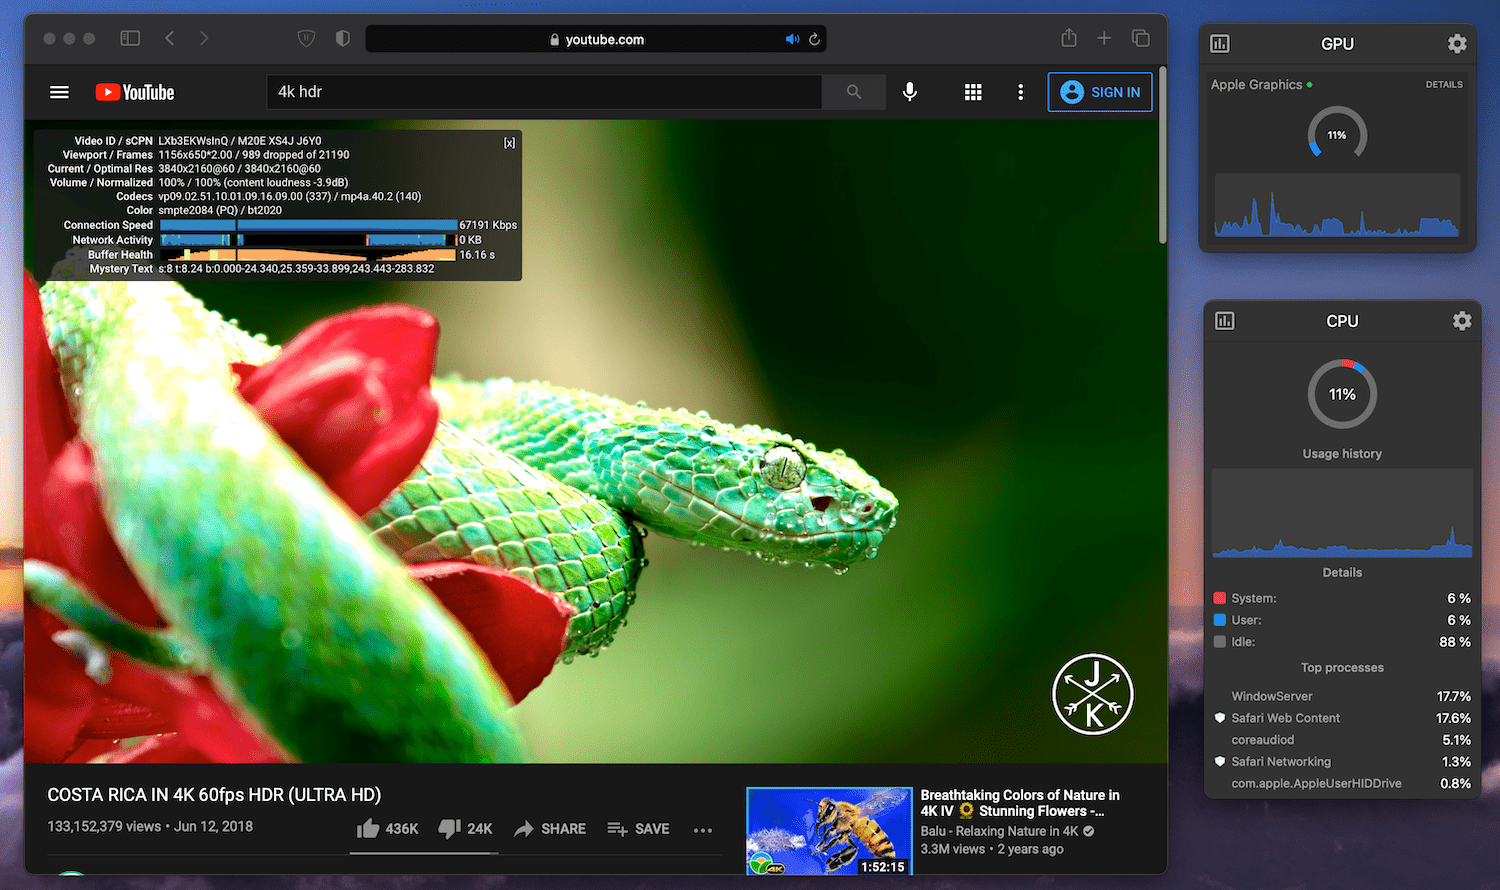 youtube.com
YouTube
4k hdr
SIGN IN
Video ID / sCPN LXb3EKWsInQ / M20E XS4J J6Y0
[x]
Viewport / Frames 1156x650*2.00 / 989 dropped of 21190
Current / Optimal Res 3840x2160@60 / 3840x2160@60
Volume / Normalized 100% / 100% (content loudness -3.9dB)
Codecs vp09.02.51.10.01.09.16.09.00 (337) / mp4a.40.2 (140)
Color smpte2084 (PQ) / bt2020
Connection Speed 67191 Kbps
Network Activity 0 KB
Buffer Health 16.16 s
Mystery Text s:8 t:8.24 b:0.000-24.340,25.359-33.899,243.443-283.832
J
K
COSTA RICA IN 4K 60fps HDR (ULTRA HD)
133,152,379 views • Jun 12, 2018
436K
24K
SHARE
SAVE
4K
1:52:15
Breathtaking Colors of Nature in
4K IV 🌻 Stunning Flowers -...
Balu - Relaxing Nature in 4K
3.3M views • 2 years ago
GPU
Apple Graphics
DETAILS
11%
CPU
11%
Usage history
Details
System: 6 %
User: 6 %
Idle: 88 %
Top processes
WindowServer 17.7%
Safari Web Content 17.6%
coreaudiod 5.1%
Safari Networking 1.3%
com.apple.AppleUserHIDDrive 0.8%